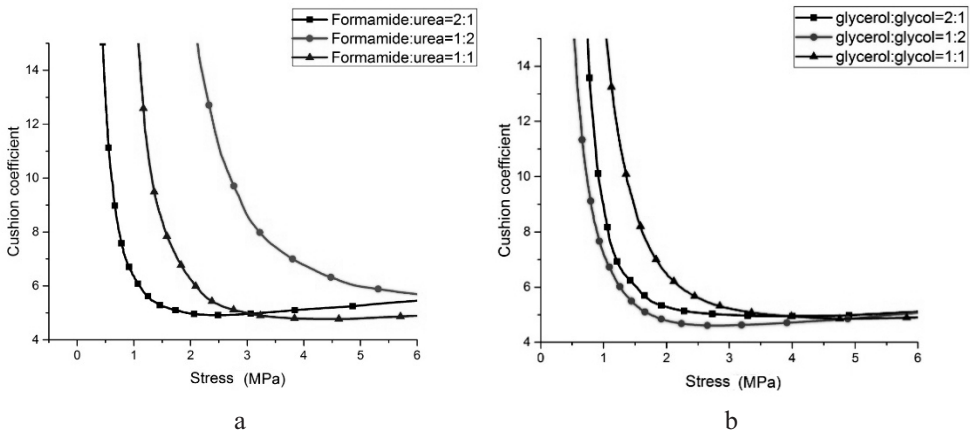 Formamide:urea=2:1
Formamide:urea=1:2
Formamide:urea=1:1
14
12
10
8
6
4
Cushion coefficient
0 1 2 3 4 5 6
Stress (MPa)
a
glycerol:glycol=2:1
glycerol:glycol=1:2
glycerol:glycol=1:1
14
12
10
8
6
4
Cushion coefficient
0 1 2 3 4 5 6
Stress (MPa)
b